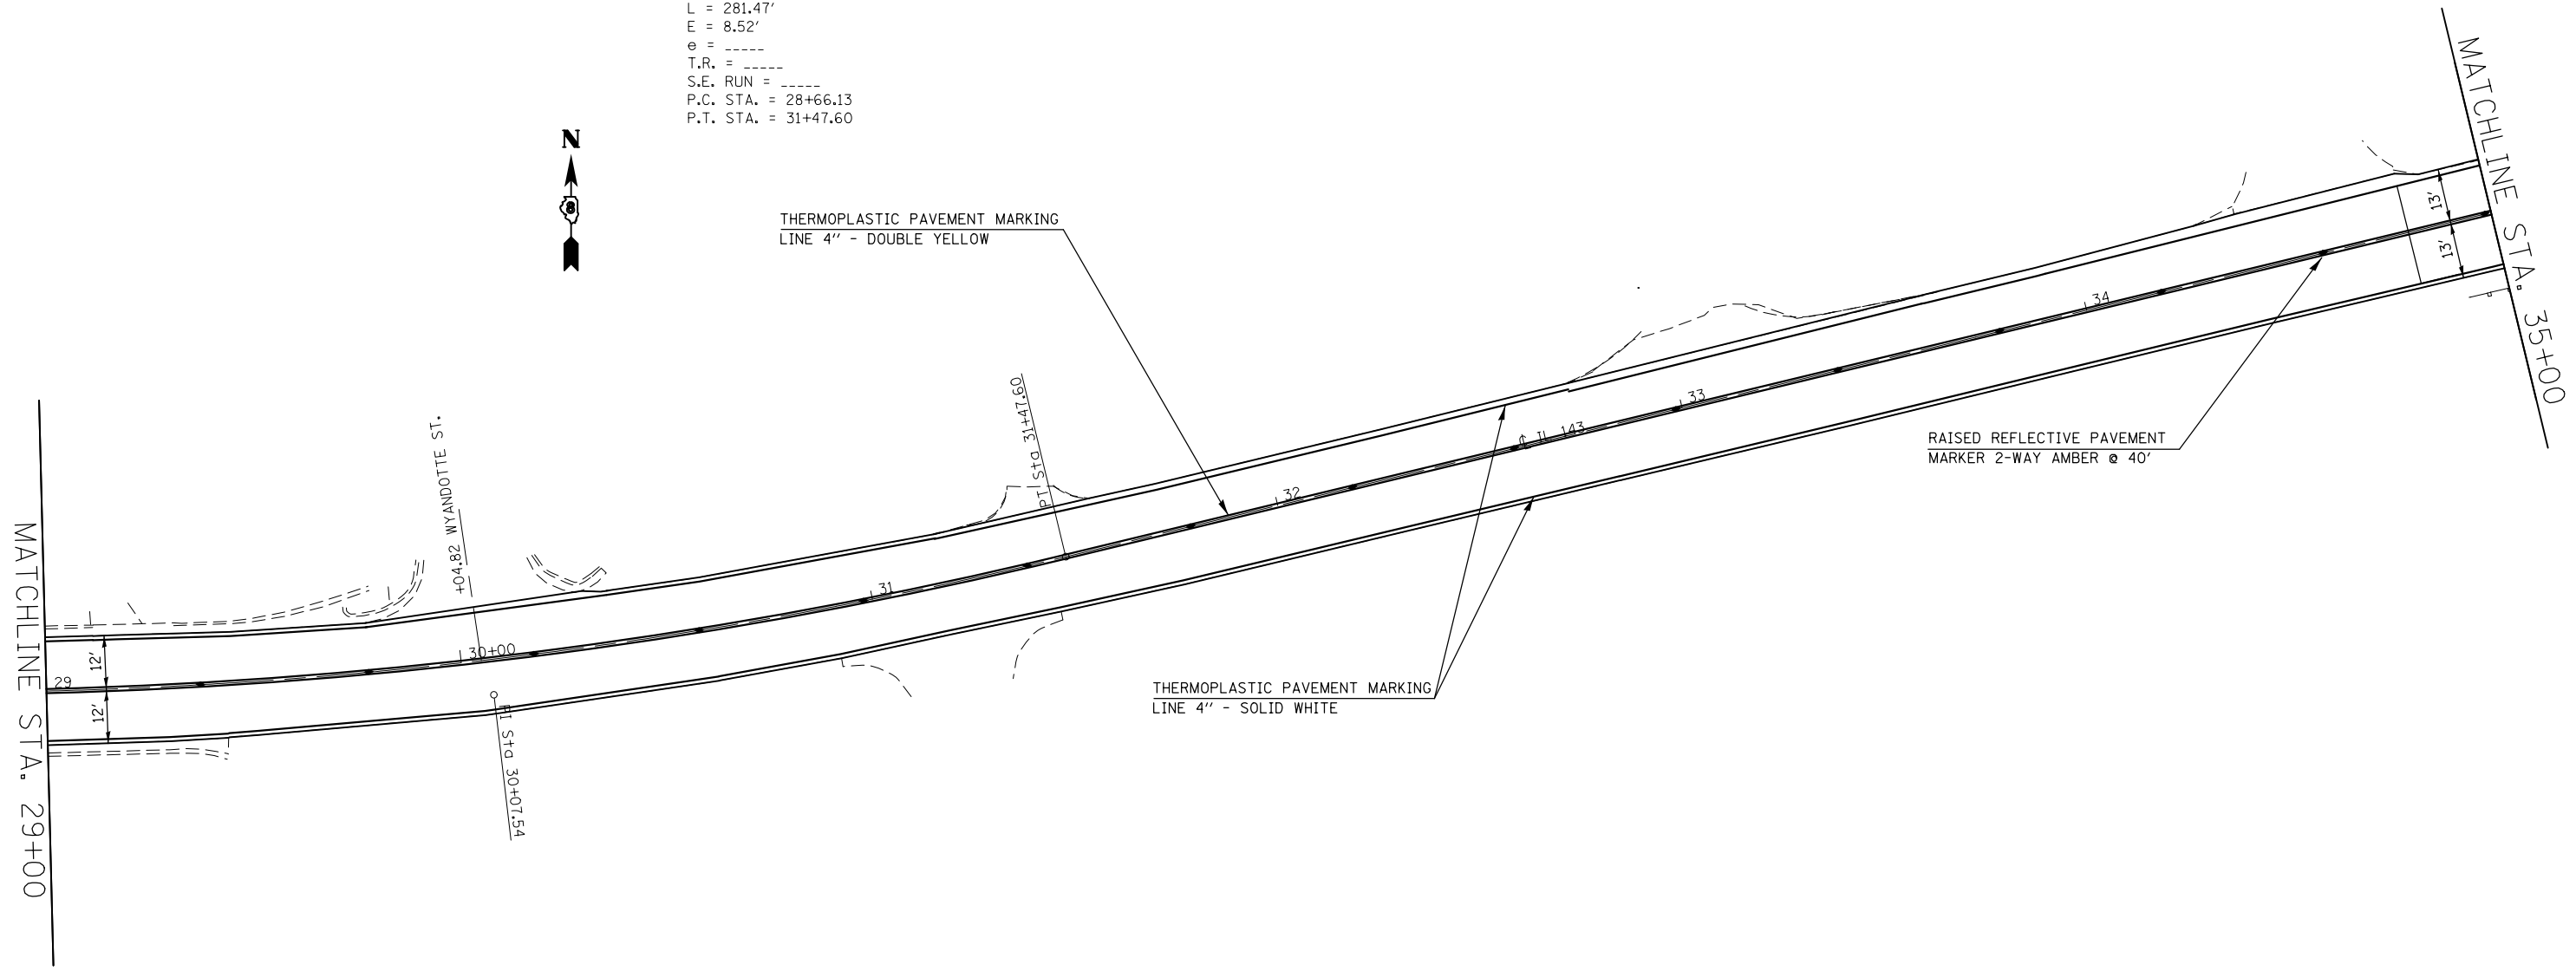 L = 281.47'
E = 8.52'
e = -----
T.R. = -----
S.E. RUN = -----
P.C. STA. = 28+66.13
P.T. STA. = 31+47.60
N
8
THERMOPLASTIC PAVEMENT MARKING
LINE 4" - DOUBLE YELLOW
MATCHLINE STA. 35+00
13'
13'
34
33
℄ IL 143
32
RAISED REFLECTIVE PAVEMENT
MARKER 2-WAY AMBER @ 40'
PT Sta 31+47.60
+04.82 WYANDOTTE ST.
31
30+00
29
12'
12'
MATCHLINE STA. 29+00
PI Sta 30+07.54
THERMOPLASTIC PAVEMENT MARKING
LINE 4" - SOLID WHITE